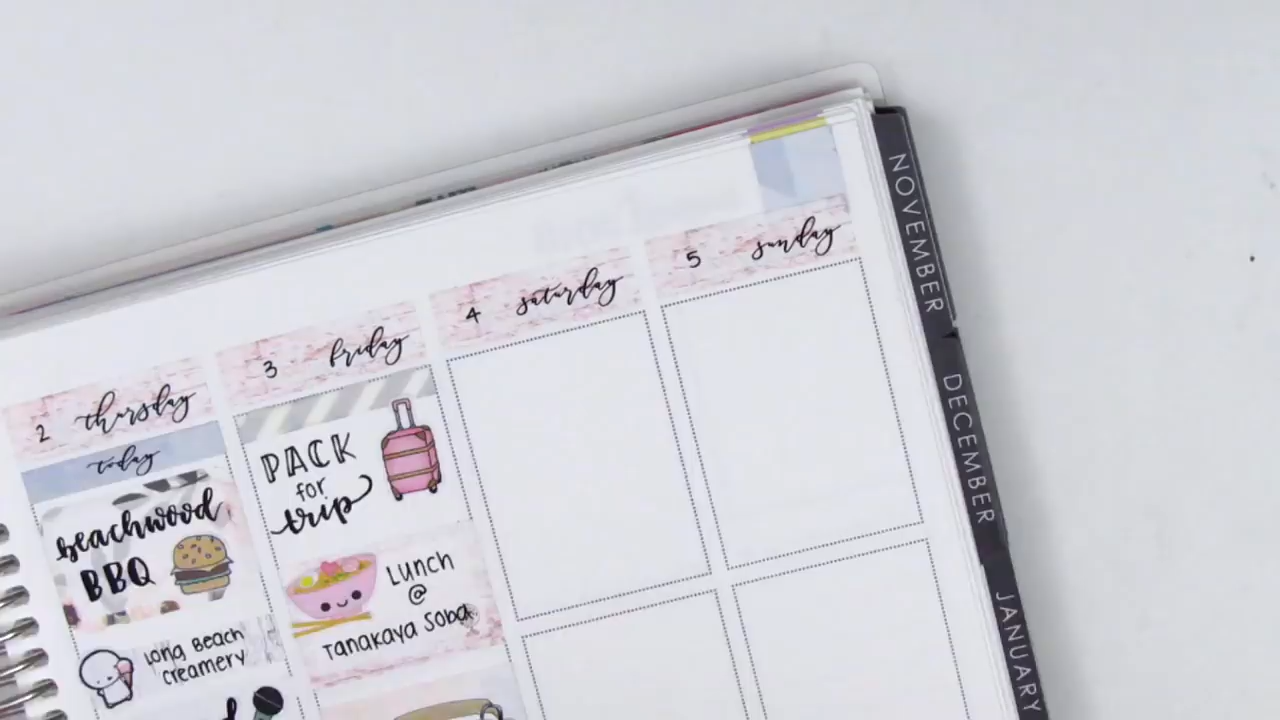 2 thursday
today
beachwood
BBQ
Long Beach
Creamery
3 friday
PACK
for
trip
Lunch
@
Tanakaya Soba
4 saturday
5 sunday
NOVEMBER
DECEMBER
JANUARY